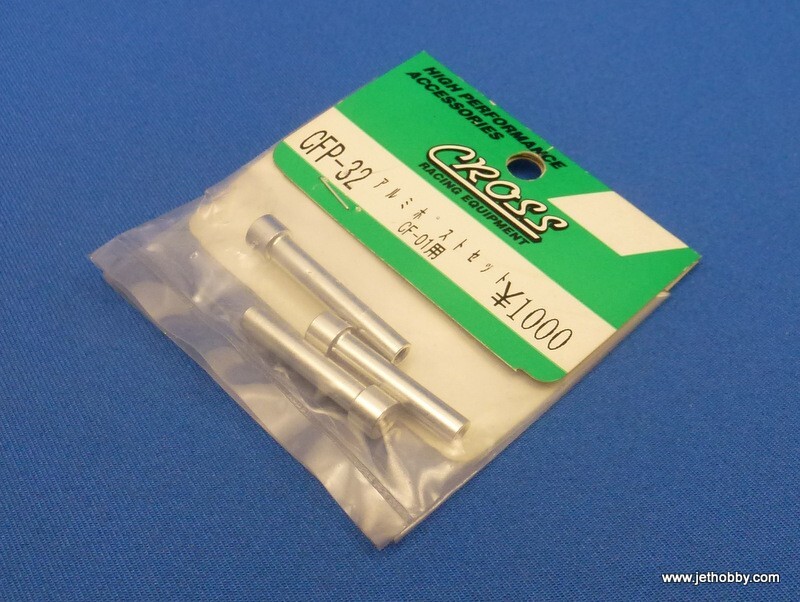 HIGH PERFORMANCE
ACCESSORIES
CROSS
RACING EQUIPMENT
CFP-32 アルミポストセット ¥1000
CF-01用
www.jethobby.com